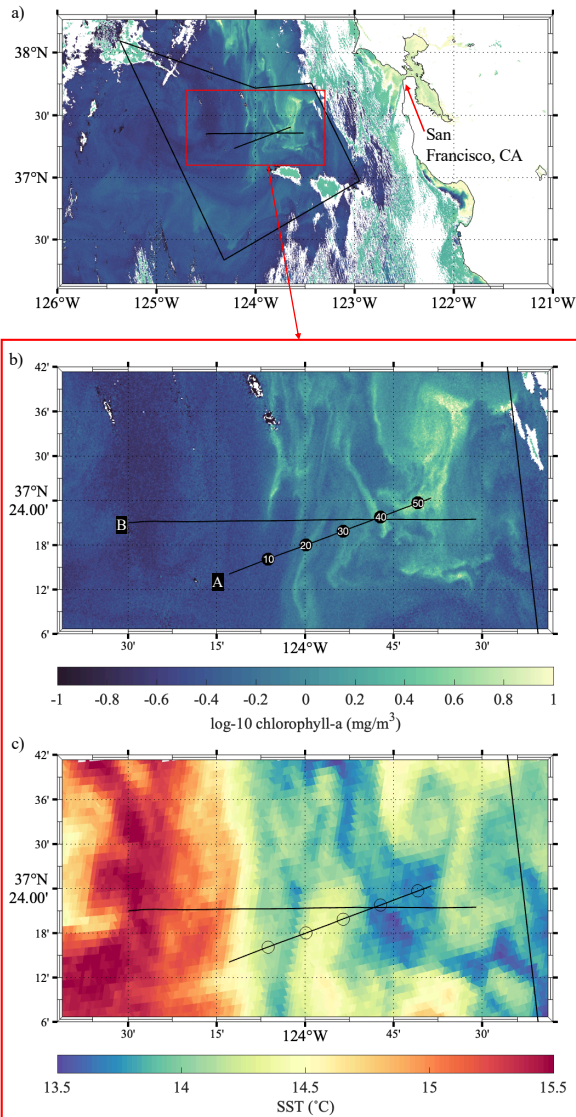 a)
38°N
30'
37°N
30'
San
Francisco, CA
126°W 125°W 124°W 123°W 122°W 121°W
b)
42'
36'
30'
37°N
24.00'
18'
12'
6'
B
A
10
20
30
40
50
30' 15' 124°W 45' 30'
-1 -0.8 -0.6 -0.4 -0.2 0 0.2 0.4 0.6 0.8 1
log-10 chlorophyll-a (mg/m³)
c)
42'
36'
30'
37°N
24.00'
18'
12'
6'
30' 15' 124°W 45' 30'
13.5 14 14.5 15 15.5
SST (°C)